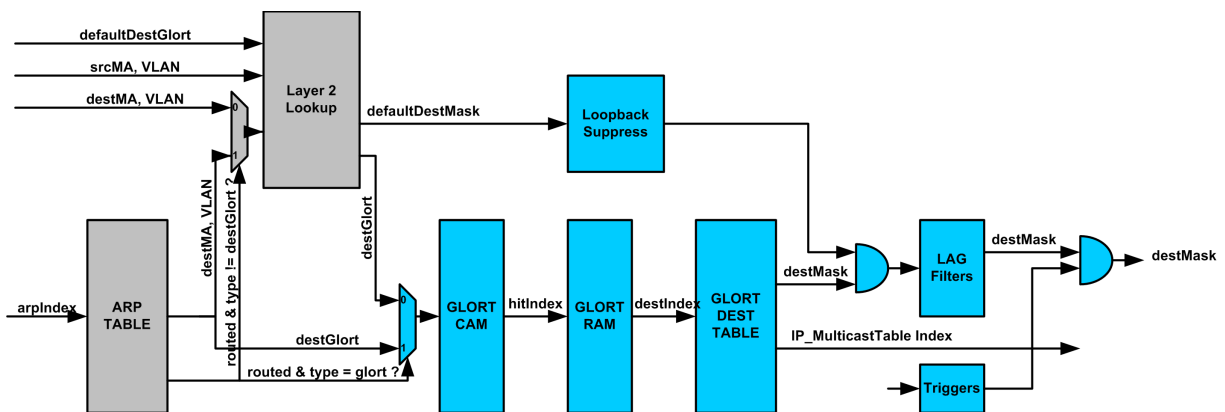 defaultDestGlort
srcMA, VLAN
destMA, VLAN
0
1
Layer 2
Lookup
defaultDestMask
Loopback
Suppress
destMA, VLAN
routed & type != destGlort ?
destGlort
arpIndex
ARP
TABLE
destGlort
routed & type = glort ?
0
1
GLORT
CAM
hitIndex
GLORT
RAM
destIndex
GLORT
DEST
TABLE
destMask
IP_MulticastTable Index
LAG
Filters
destMask
Triggers
destMask